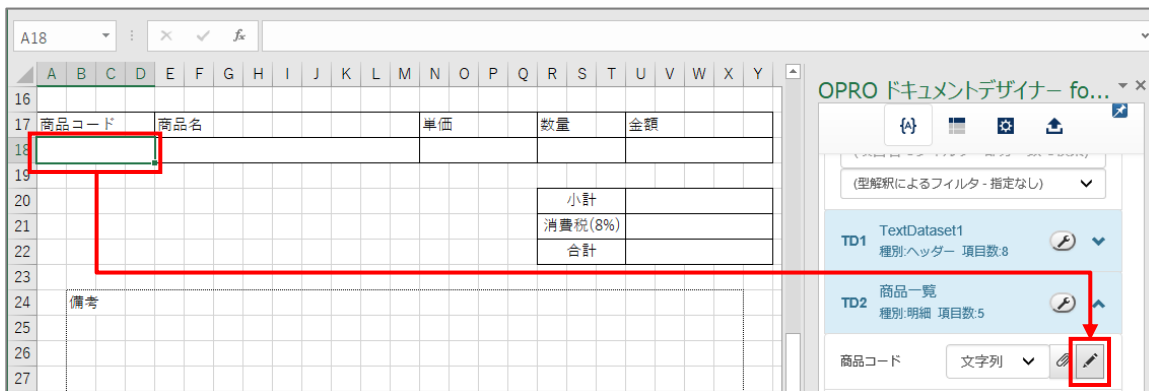 A18
fx
A B C D E F G H I J K L M N O P Q R S T U V W X Y
OPRO ドキュメントデザイナー fo...
{A}
16
17 商品コード 商品名 単価 数量 金額
18
(型解釈によるフィルタ - 指定なし)
19
20 小計
21 消費税(8%)
22 合計
TD1 TextDataset1
種別:ヘッダー 項目数:8
23
24 備考
TD2 商品一覧
種別:明細 項目数:5
25
26
27
商品コード 文字列